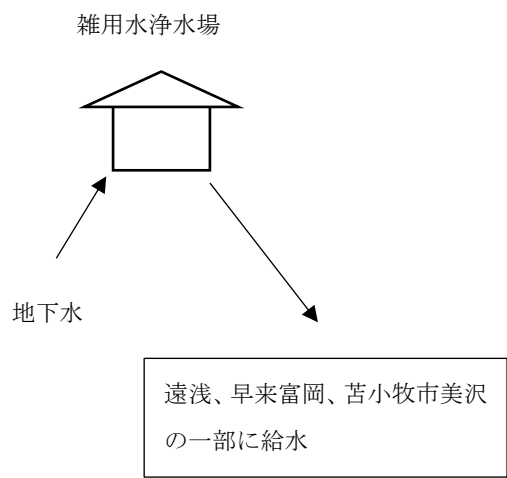 雑用水浄水場
地下水
遠浅、早来富岡、苫小牧市美沢
の一部に給水